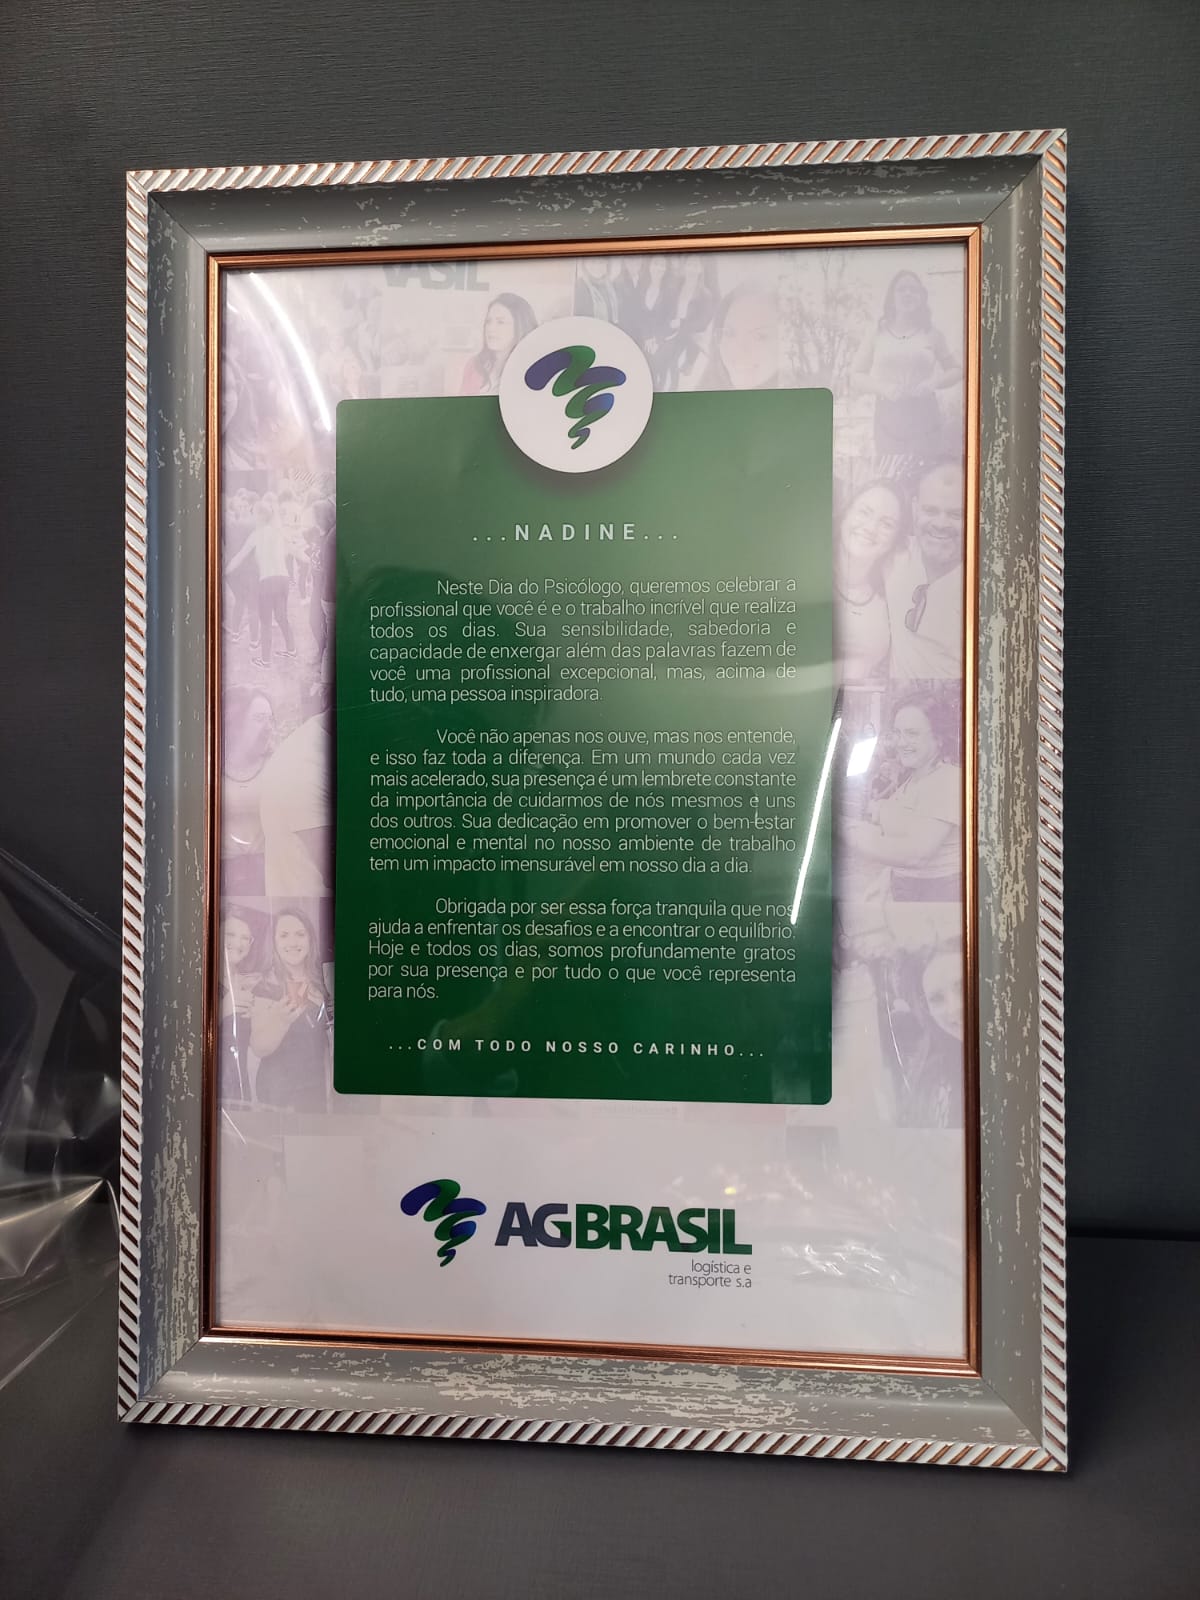 ...NADINE...
Neste Dia do Psicólogo, queremos celebrar a
profissional que você é e o trabalho incrível que realiza
todos os dias. Sua sensibilidade, sabedoria e
capacidade de enxergar além das palavras fazem de
você uma profissional excepcional, mas, acima de
tudo, uma pessoa inspiradora.
Você não apenas nos ouve, mas nos entende,
e isso faz toda a diferença. Em um mundo cada vez
mais acelerado, sua presença é um lembrete constante
da importância de cuidarmos de nós mesmos e uns
dos outros. Sua dedicação em promover o bem-estar
emocional e mental no nosso ambiente de trabalho
tem um impacto imensurável em nosso dia a dia.
Obrigada por ser essa força tranquila que nos
ajuda a enfrentar os desafios e a encontrar o equilíbrio.
Hoje e todos os dias, somos profundamente gratos
por sua presença e por tudo o que você representa
para nós.
...COM TODO NOSSO CARINHO...
AGBRASIL
logística e
transporte s.a